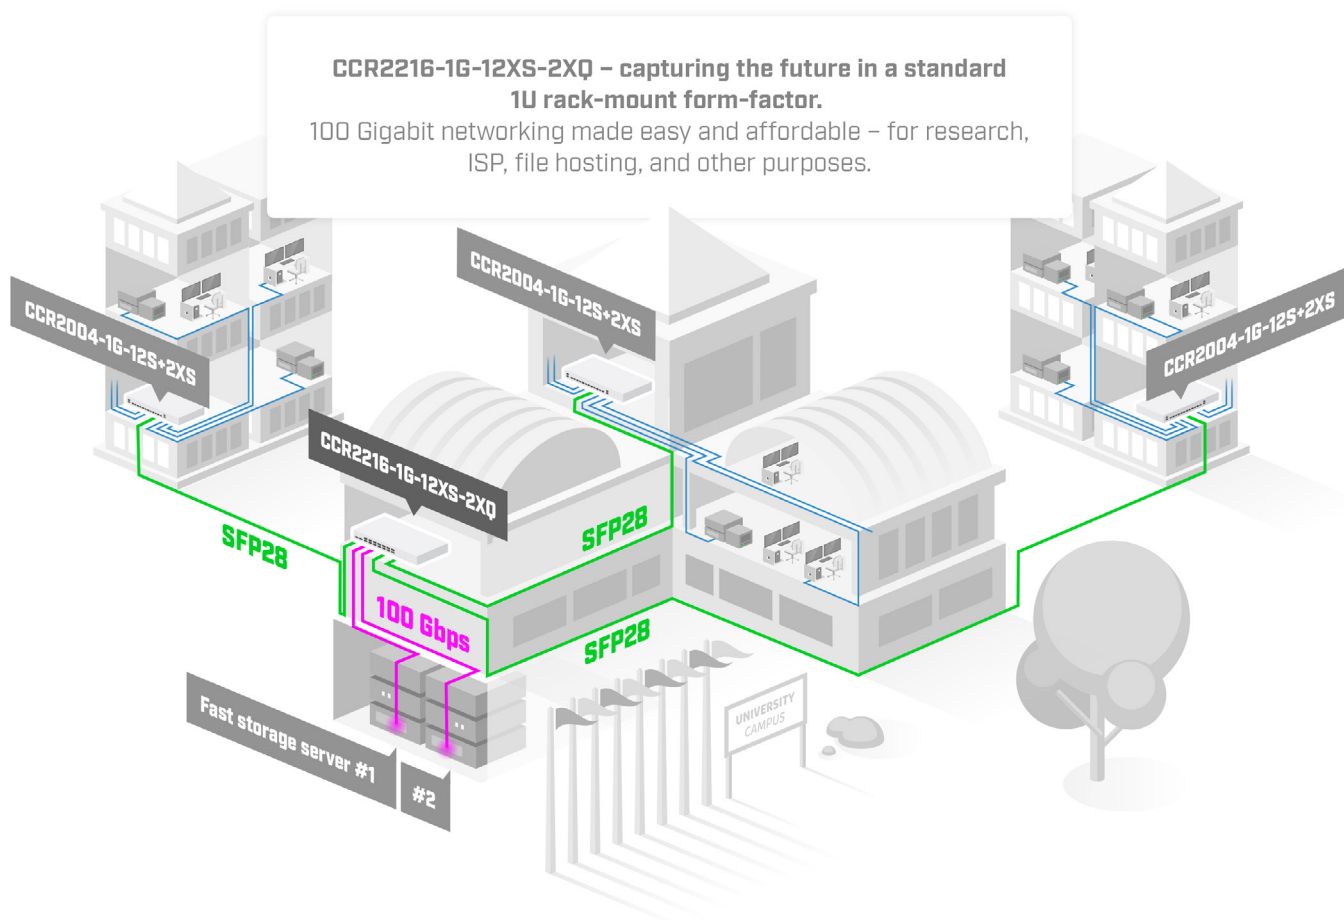 CCR2216-1G-12XS-2XQ – capturing the future in a standard
1U rack-mount form-factor.
100 Gigabit networking made easy and affordable – for research,
ISP, file hosting, and other purposes.
CCR2004-1G-12S+2XS
CCR2004-1G-12S+2XS
CCR2004-1G-12S+2XS
CCR2216-1G-12XS-2XQ
SFP28
SFP28
100 Gbps
SFP28
Fast storage server #1
#2
UNIVERSITY
CAMPUS